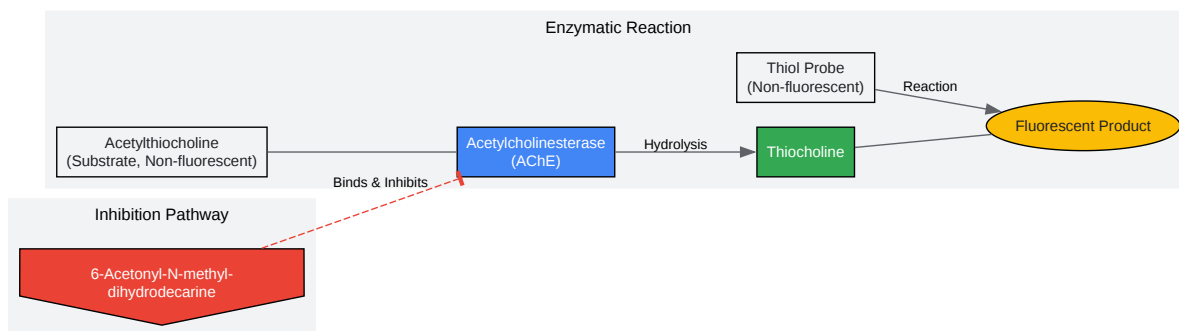 Enzymatic Reaction
Thiol Probe
(Non-fluorescent)
Reaction
Fluorescent Product
Acetylthiocholine
(Substrate, Non-fluorescent)
Acetylcholinesterase
(AChE)
Hydrolysis
Thiocholine
Binds & Inhibits
Inhibition Pathway
6-Acetonyl-N-methyl-
dihydrodecarine